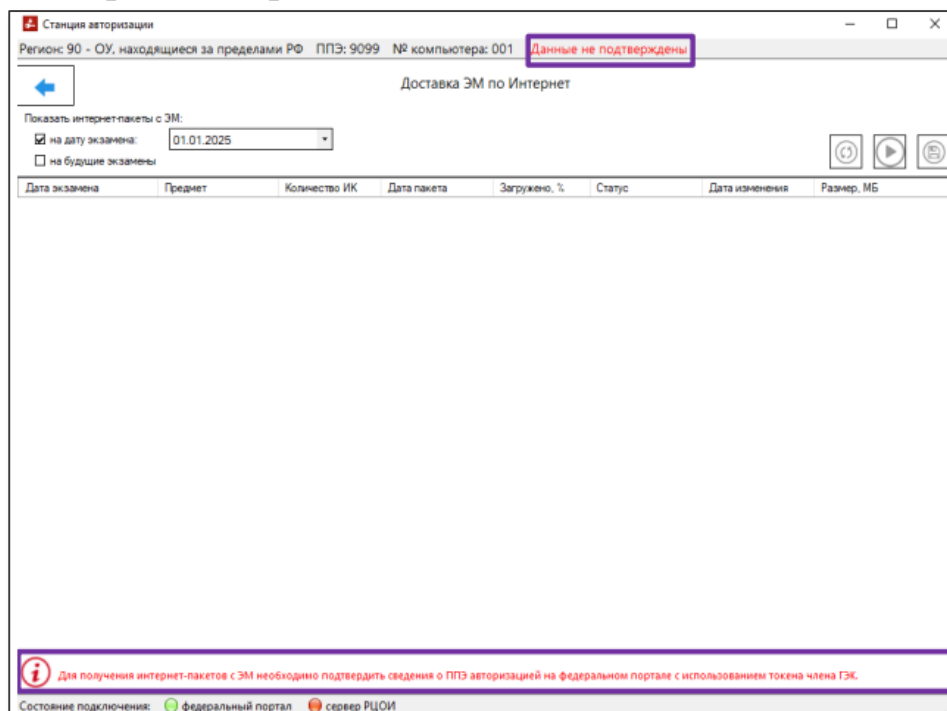 Станция авторизации
Регион: 90 - ОУ, находящиеся за пределами РФ ППЭ: 9099 № компьютера: 001 Данные не подтверждены
Доставка ЭМ по Интернет
Показать интернет-пакеты с ЭМ:
на дату экзамена: 01.01.2025
на будущие экзамены
Дата экзамена Предмет Количество ИК Дата пакета Загружено, % Статус Дата изменения Размер, МБ
Для получения интернет-пакетов с ЭМ необходимо подтвердить сведения о ППЭ авторизацией на федеральном портале с использованием токена члена ГЭК.
Состояние подключения: федеральный портал сервер РЦОИ